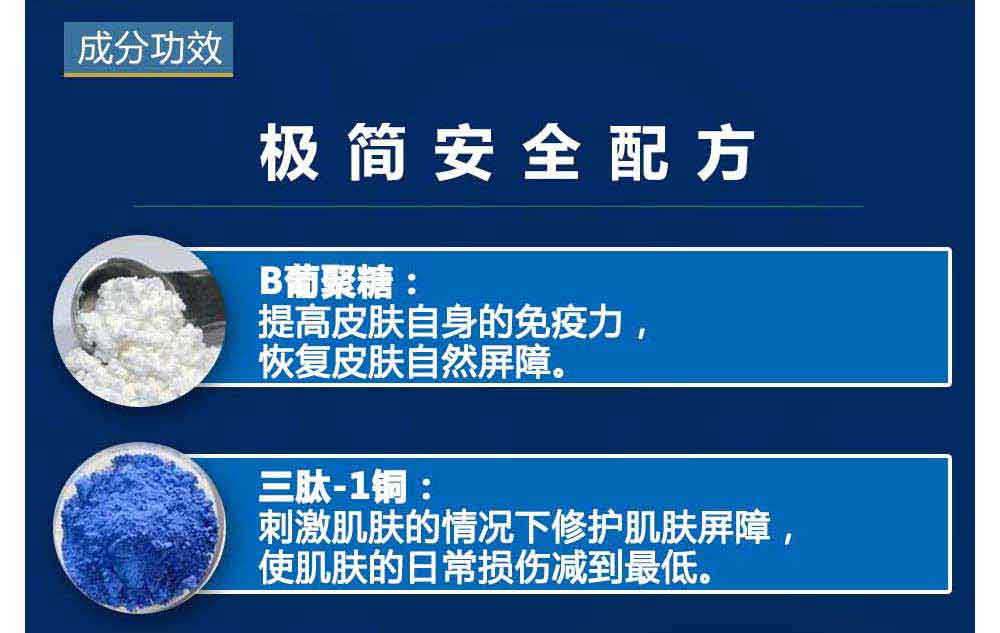 成分功效
极简安全配方
B葡聚糖：
提高皮肤自身的免疫力，
恢复皮肤自然屏障。
三肽-1铜：
刺激肌肤的情况下修护肌肤屏障，
使肌肤的日常损伤减到最低。